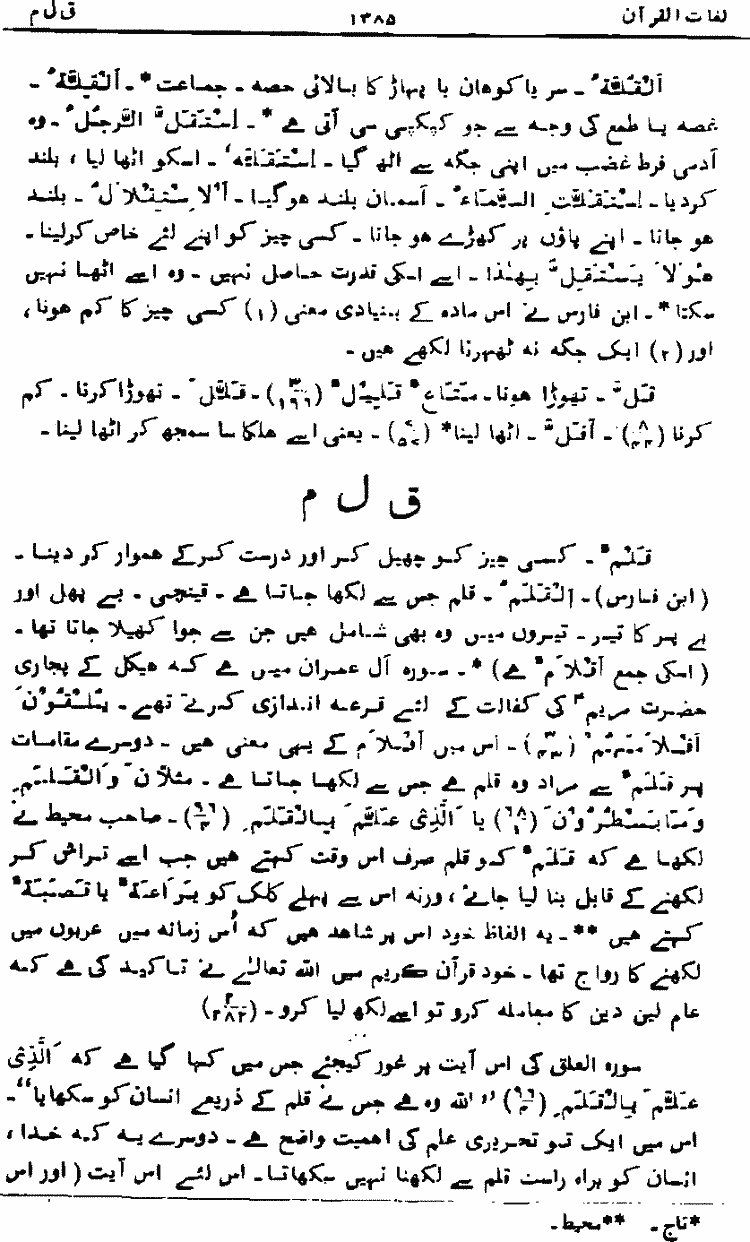 لغات القرآن ۱۳۸۵ ق ل م
اَلْقُلَّةُ ۔ سر یا کوهان یا پہاڑ کا بالائی حصہ ۔ جماعت * ۔ اَلْقِلَّةُ ۔
غصہ یا طمع کی وجہ سے جو کپکپی سی آتی ہے * ۔ اِسْتَقَلَّ الرَّجُلُ ۔ وہ
آدمی فرط غضب میں اپنی جگہ سے اٹھ گیا ۔ اِسْتَقَلَّهُ ۔ اسکو اٹھا لیا ، بلند
کردیا ۔ اِسْتَقَلَّتِ السَّمَاءُ ۔ آسمان بلند ہوگیا ۔ اَلْاِسْتِقْلَالُ ۔ بلند
ہو جانا ۔ اپنے پاؤں پر کھڑے ہو جانا ۔ کسی چیز کو اپنے لئے خاص کرلینا ۔
هُوَلَا يَسْتَقِلُّ بِهٰذَا ۔ اسے اسکی قدرت حاصل نہیں ۔ وہ اسے اٹھا نہیں
سکتا * ۔ ابن فارس نے اس مادہ کے بنیادی معنی (۱) کسی چیز کا کم ہونا ،
اور (۲) ایک جگہ نہ ٹھہرنا لکھے ہیں ۔
قَلَّ ۔ تھوڑا ہونا ۔ مَتَاعٌ قَلِيْلٌ (۳/۱۹۶) ۔ قَلَّلَ ۔ تھوڑا کرنا ۔ کم
کرنا (۸/۴۴) ۔ اَقَلَّ ۔ اٹھا لینا * (۷/۵۷) ۔ یعنی اسے ہلکا سا سمجھ کر اٹھا لینا ۔
ق ل م
قَلْمٌ ۔ کسی چیز کو چھیل کر اور درست کرکے ہموار کر دینا ۔
(ابن فارس) ۔ اَلْقَلَمُ ۔ قلم جس سے لکھا جاتا ہے ۔ قینچی ۔ بے پھل اور
بے پر کا تیر ۔ تیروں میں وہ بھی شامل ہیں جن سے جوا کھیلا جاتا تھا ۔
(اسکی جمع اَقْلَامٌ ہے) * ۔ سورہ آل عمران میں ہے کہ ہیکل کے پجاری
حضرت مریمؑ کی کفالت کے لئے قرعہ اندازی کرتے تھے ۔ يُلْقُوْنَ
اَقْلَامَهُمْ (۳/۴۳) ۔ اس میں اَقْلَامٌ کے یہی معنی ہیں ۔ دوسرے مقامات
پر قَلَمٌ سے مراد وہ قلم ہے جس سے لکھا جاتا ہے ۔ مثلاً نٓ وَالْقَلَمِ
وَمَا يَسْطُرُوْنَ (۶۸/۱) یا اَلَّذِیْ عَلَّمَ بِالْقَلَمِ (۹۶/۴) ۔ صاحب محیط نے
لکھا ہے کہ قَلَمٌ کو قلم صرف اس وقت کہتے ہیں جب اسے تراش کر
لکھنے کے قابل بنا لیا جائے ، ورنہ اس سے پہلے کلک کو يَرَاعَةٌ یا قَصَبَةٌ
کہتے ہیں ** ۔ یہ الفاظ خود اس پر شاهد ہیں کہ اُس زمانہ میں عربوں میں
لکھنے کا رواج تھا ۔ خود قرآن کریم میں اللہ تعالیٰ نے تاکید کی ہے کہ
عام لین دین کا معاملہ کرو تو اسے لکھ لیا کرو ۔ (۲/۲۸۲)
سورہ العلق کی اس آیت پر غور کیجئے جس میں کہا گیا ہے کہ اَلَّذِیْ
عَلَّمَ بِالْقَلَمِ (۹۶/۴) ’’ اللہ وہ ہے جس نے قلم کے ذریعے انسان کو سکھایا‘‘ ۔
اس میں ایک تو تحریری علم کی اهمیت واضح ہے ۔ دوسرے یہ کہ خدا ،
انسان کو براہ راست قلم سے لکھنا نہیں سکھاتا ۔ اس لئے اس آیت (اور اس
*تاج ۔ **محیط ۔